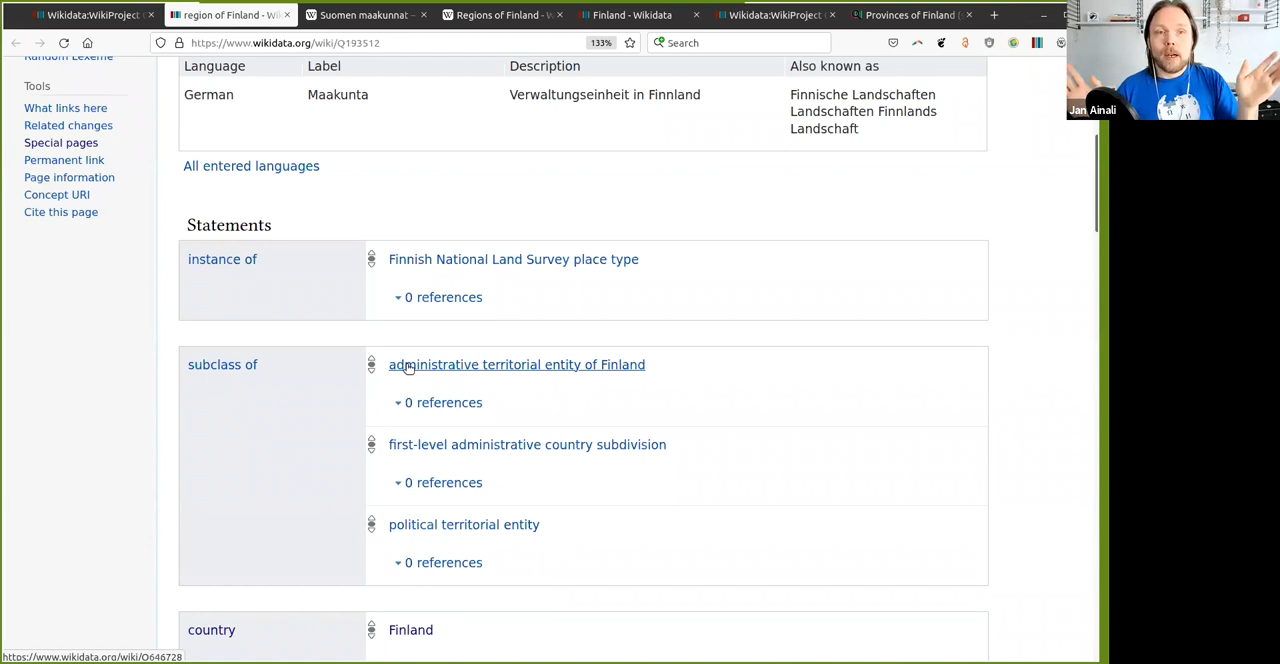 Wikidata:WikiProject
region of Finland - Wik
Suomen maakunnat –
Regions of Finland - W
Finland - Wikidata
Wikidata:WikiProject
Provinces of Finland (
https://www.wikidata.org/wiki/Q193512
133%
Search
Jan Ainali
Random Lexeme
Tools
What links here
Related changes
Special pages
Permanent link
Page information
Concept URI
Cite this page
Language Label Description Also known as
German Maakunta Verwaltungseinheit in Finnland Finnische Landschaften
Landschaften Finnlands
Landschaft
All entered languages
Statements
instance of Finnish National Land Survey place type
0 references
subclass of administrative territorial entity of Finland
0 references
first-level administrative country subdivision
0 references
political territorial entity
0 references
country Finland
https://www.wikidata.org/wiki/Q646728